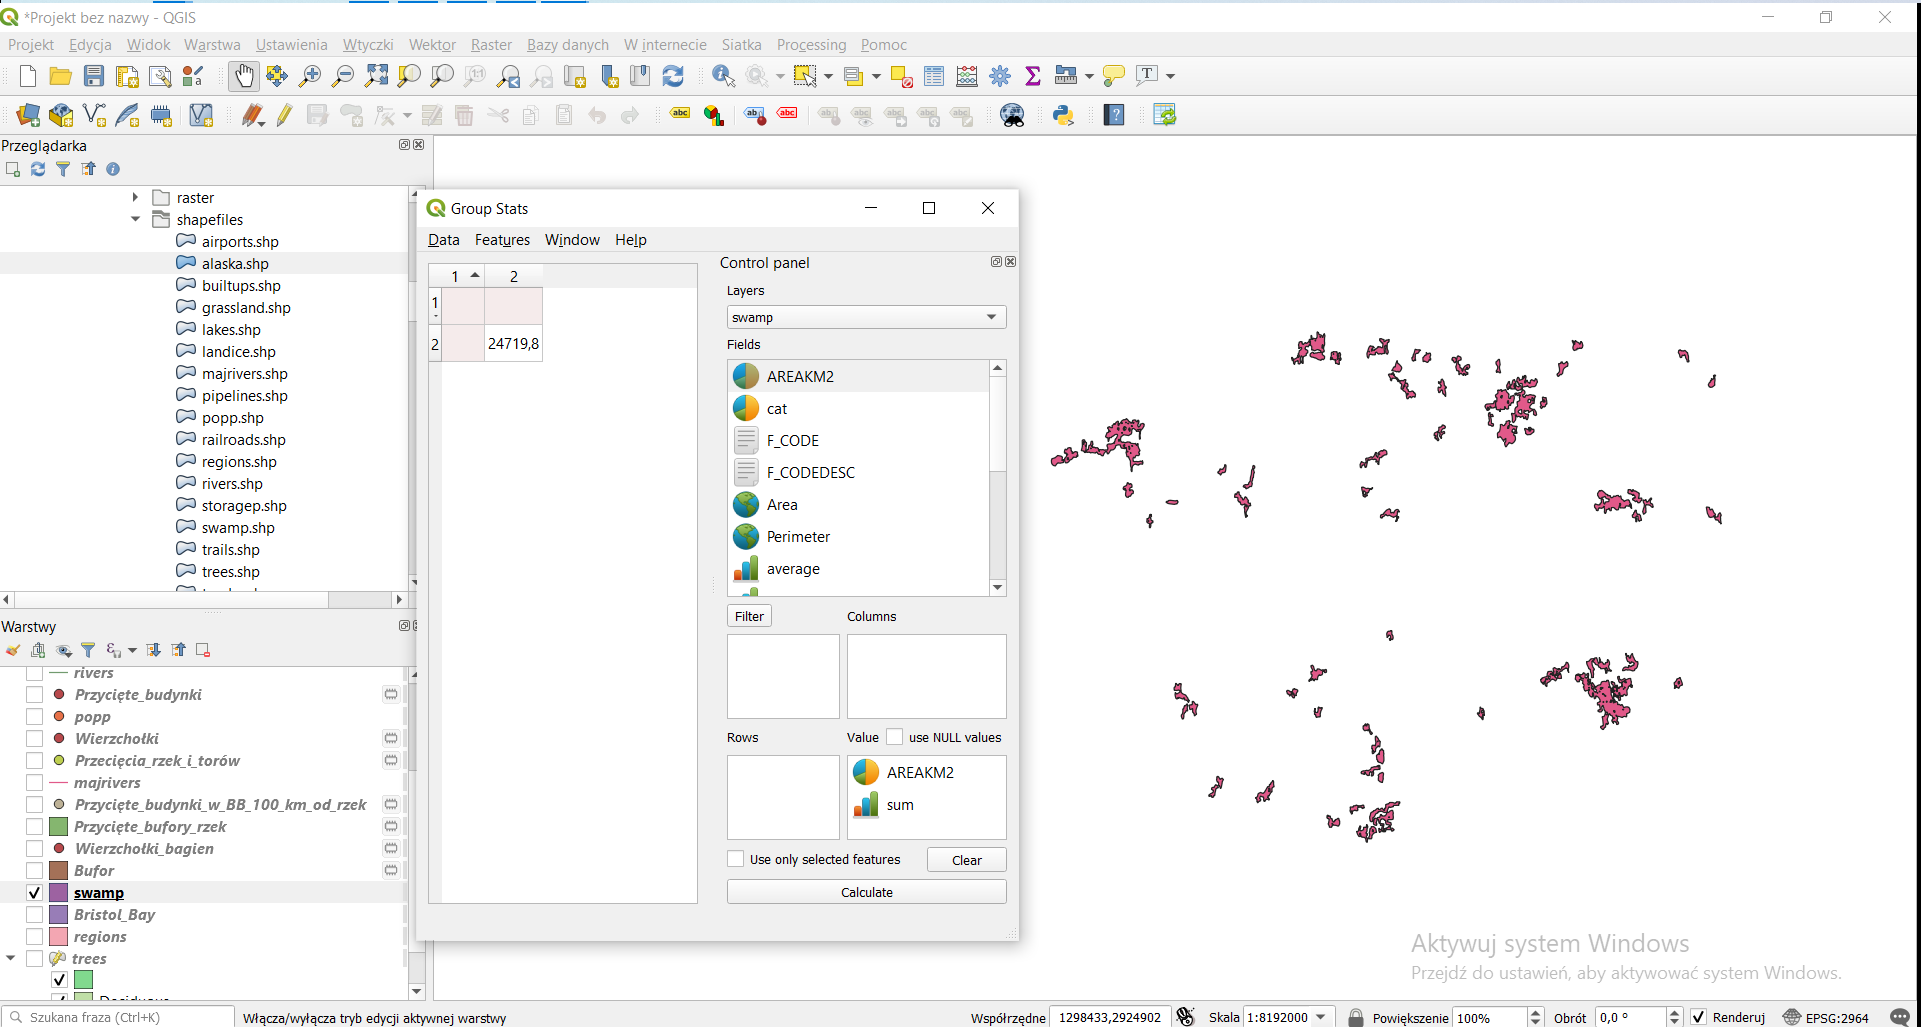 *Projekt bez nazwy - QGIS
Projekt Edycja Widok Warstwa Ustawienia Wtyczki Wektor Raster Bazy danych W internecie Siatka Processing Pomoc
Przeglądarka
raster
shapefiles
airports.shp
alaska.shp
builtups.shp
grassland.shp
lakes.shp
landice.shp
majrivers.shp
pipelines.shp
popp.shp
railroads.shp
regions.shp
rivers.shp
storagep.shp
swamp.shp
trails.shp
trees.shp
Warstwy
rivers
Przycięte_budynki
popp
Wierzchołki
Przecięcia_rzek_i_torów
majrivers
Przycięte_budynki_w_BB_100_km_od_rzek
Przycięte_bufory_rzek
Wierzchołki_bagien
Bufor
swamp
Bristol_Bay
regions
trees
Group Stats
Data Features Window Help
1 2
1
2 24719,8
Control panel
Layers
swamp
Fields
AREAKM2
cat
F_CODE
F_CODEDESC
Area
Perimeter
average
Filter Columns
Rows Value use NULL values
AREAKM2
sum
Use only selected features Clear
Calculate
Aktywuj system Windows
Przejdź do ustawień, aby aktywować system Windows.
Szukana fraza (Ctrl+K) Włącza/wyłącza tryb edycji aktywnej warstwy Współrzędne 1298433,2924902 Skala 1:8192000 Powiększenie 100% Obrót 0,0 ° Renderuj EPSG:2964